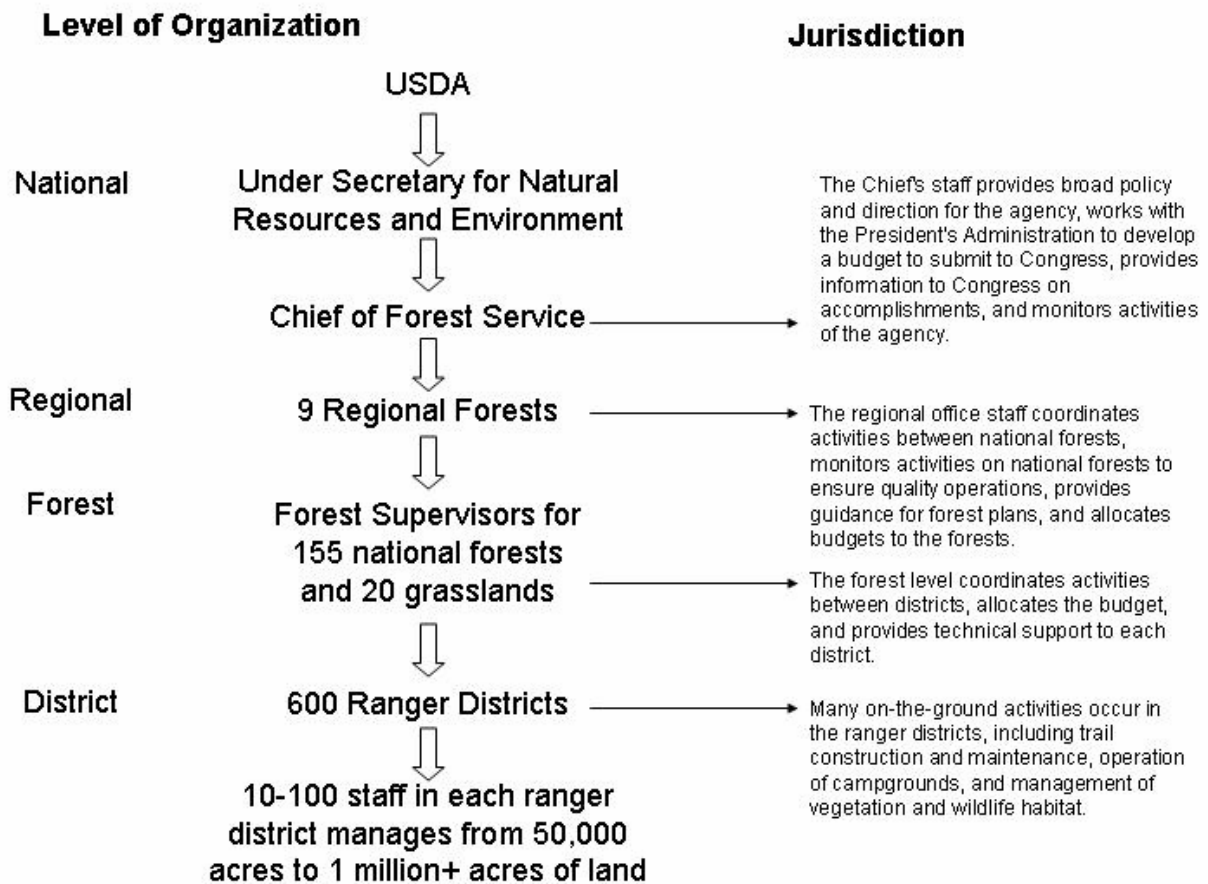 Level of Organization
Jurisdiction
USDA
National
Under Secretary for Natural
Resources and Environment
The Chief's staff provides broad policy
and direction for the agency, works with
the President's Administration to develop
a budget to submit to Congress, provides
information to Congress on
accomplishments, and monitors activities
of the agency.
Chief of Forest Service
Regional
9 Regional Forests
The regional office staff coordinates
activities between national forests,
monitors activities on national forests to
ensure quality operations, provides
guidance for forest plans, and allocates
budgets to the forests.
Forest
Forest Supervisors for
155 national forests
and 20 grasslands
The forest level coordinates activities
between districts, allocates the budget,
and provides technical support to each
district.
District
600 Ranger Districts
Many on-the-ground activities occur in
the ranger districts, including trail
construction and maintenance, operation
of campgrounds, and management of
vegetation and wildlife habitat.
10-100 staff in each ranger
district manages from 50,000
acres to 1 million+ acres of land